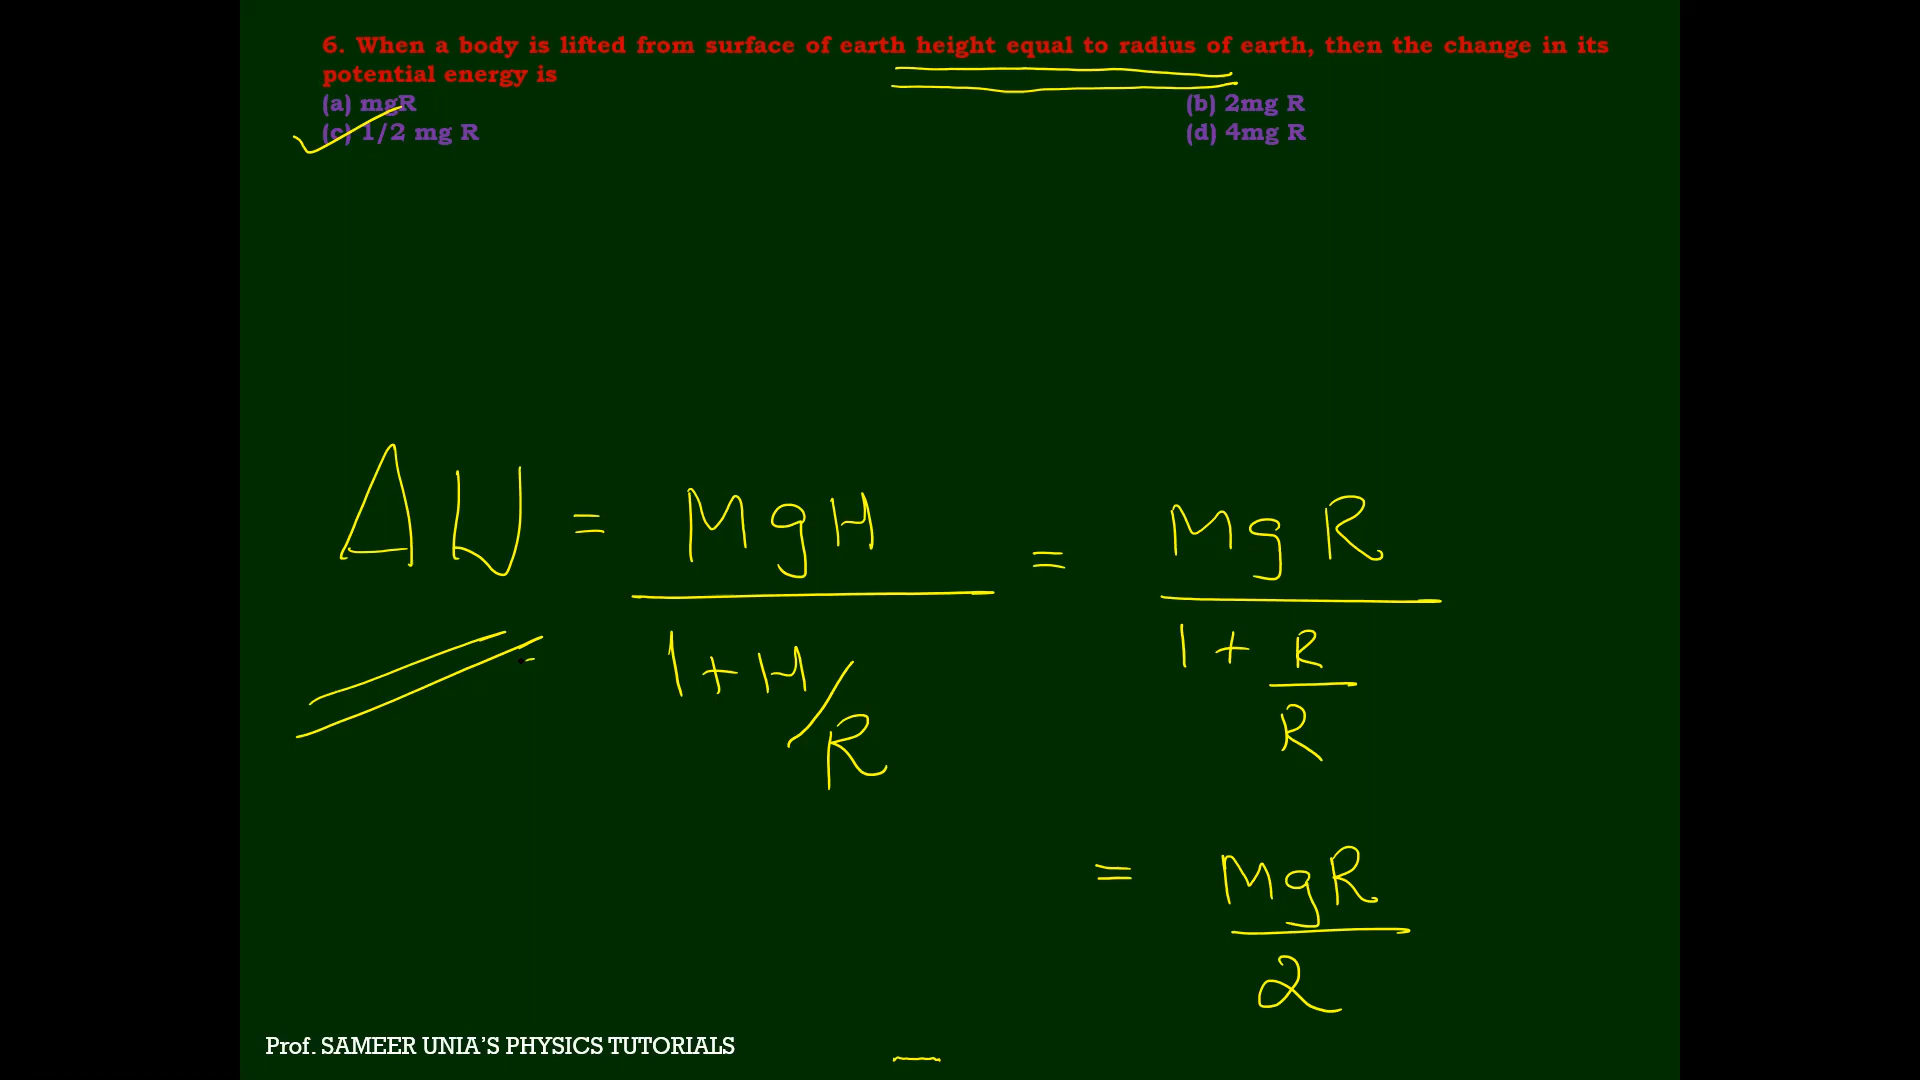 6. When a body is lifted from surface of earth height equal to radius of earth, then the change in its
potential energy is
(a) mgR (b) 2mg R
(c) 1/2 mg R (d) 4mg R
ΔU = MgH / (1 + H/R) = MgR / (1 + R/R)
= MgR / 2
Prof. SAMEER UNIA'S PHYSICS TUTORIALS